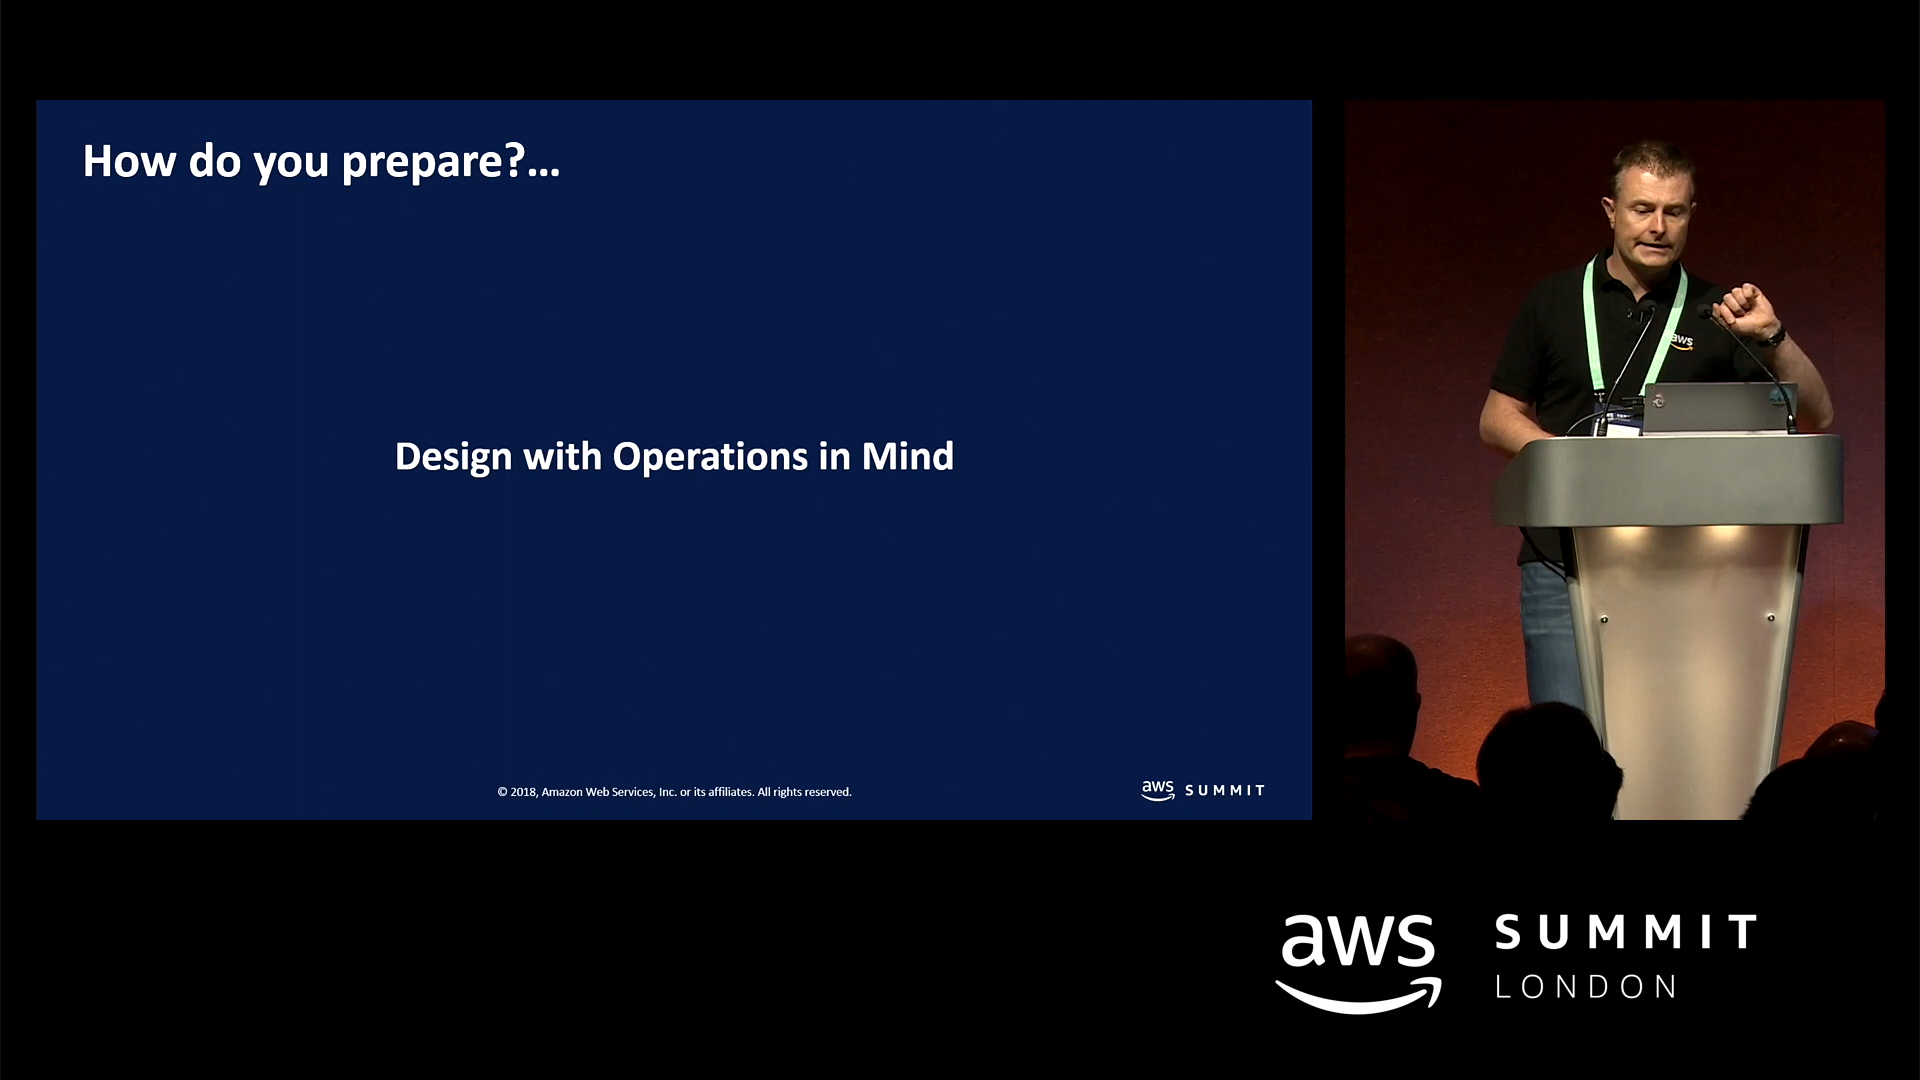 How do you prepare?...
Design with Operations in Mind
© 2018, Amazon Web Services, Inc. or its affiliates. All rights reserved.
aws SUMMIT
aws
aws SUMMIT
LONDON